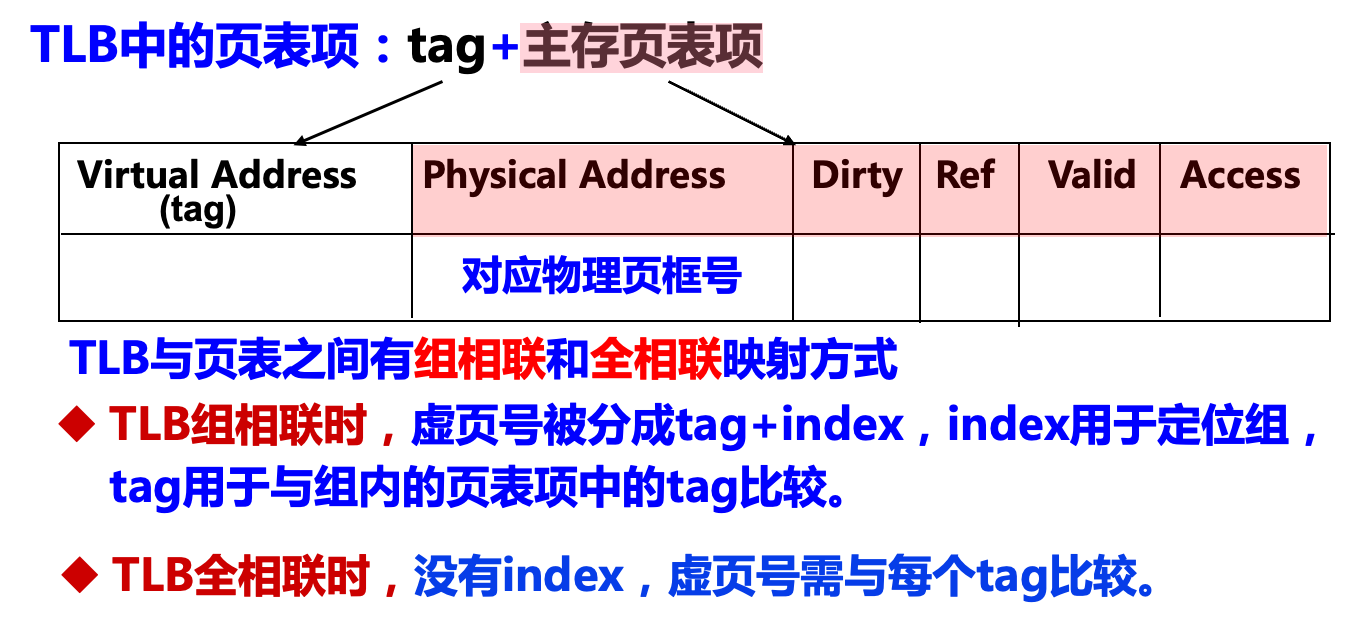 TLB中的页表项：tag+主存页表项
Virtual Address Physical Address Dirty Ref Valid Access
(tag)
对应物理页框号
TLB与页表之间有组相联和全相联映射方式
◆ TLB组相联时，虚页号被分成tag+index，index用于定位组，
tag用于与组内的页表项中的tag比较。
◆ TLB全相联时，没有index，虚页号需与每个tag比较。